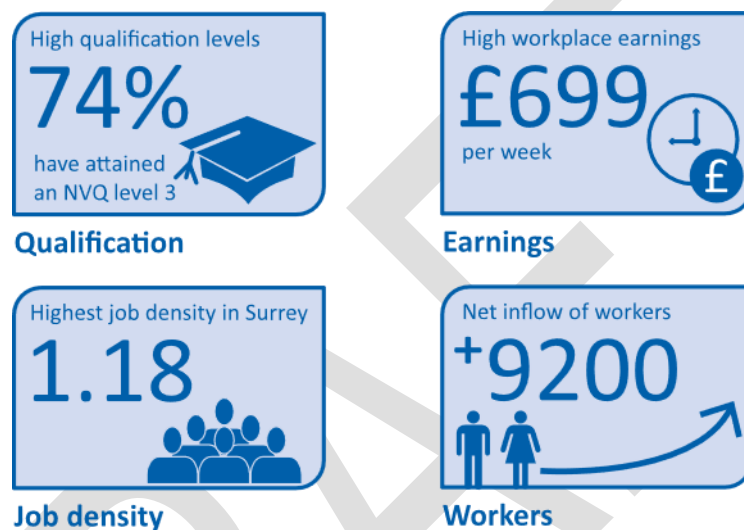 High qualification levels
74%
have attained
an NVQ level 3
Qualification
High workplace earnings
£699
per week
£
Earnings
Highest job density in Surrey
1.18
Job density
Net inflow of workers
+9200
Workers